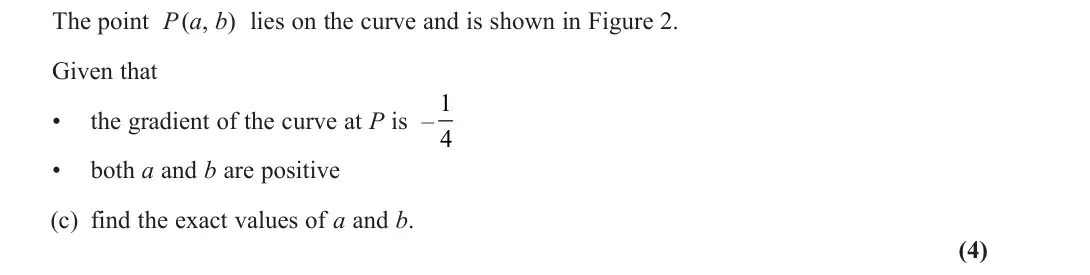 The point P(a, b) lies on the curve and is shown in Figure 2.
Given that
• the gradient of the curve at P is −1/4
• both a and b are positive
(c) find the exact values of a and b.
(4)